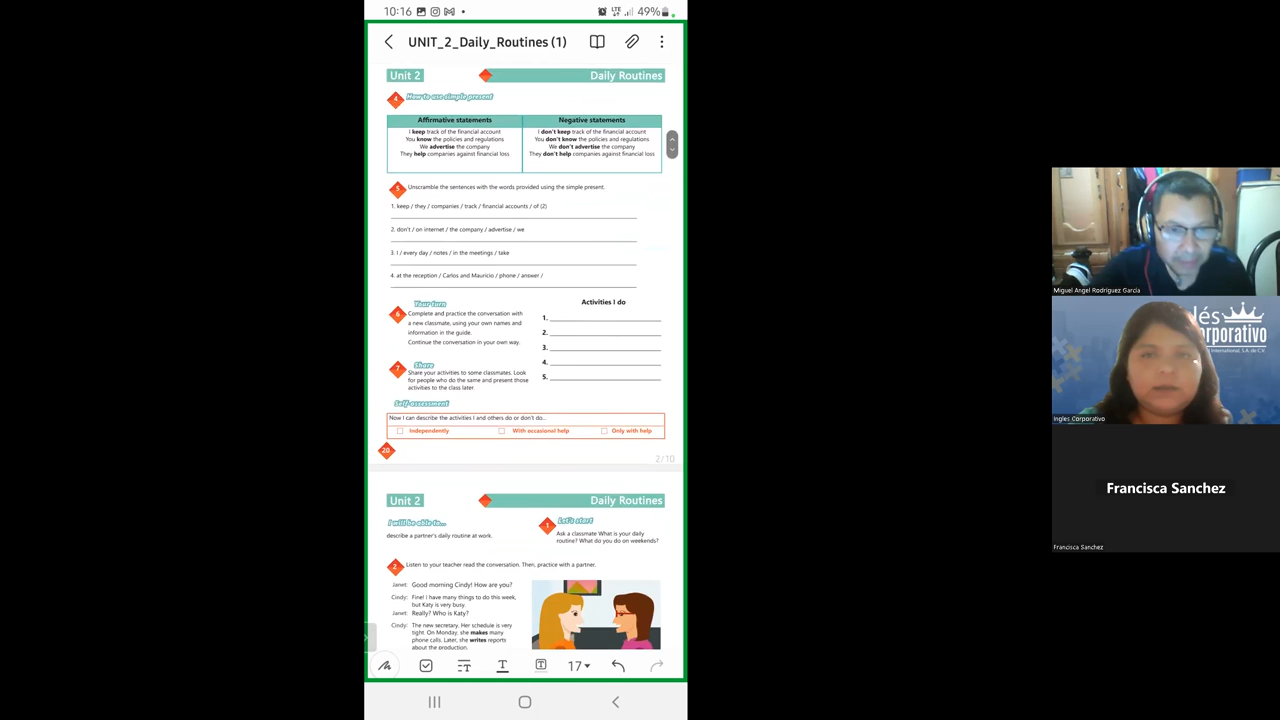 10:16
LTE
49%
UNIT_2_Daily_Routines (1)
Unit 2
Daily Routines
4 How to use simple present
Affirmative statements
I keep track of the financial account
You know the policies and regulations
We advertise the company
They help companies against financial loss
Negative statements
I don't keep track of the financial account
You don't know the policies and regulations
We don't advertise the company
They don't help companies against financial loss
5 Unscramble the sentences with the words provided using the simple present.
1. keep / they / companies / track / financial accounts / of (2)
2. don't / on internet / the company / advertise / we
3. I / every day / notes / in the meetings / take
4. at the reception / Carlos and Mauricio / phone / answer /
6 Your turn
Complete and practice the conversation with
a new classmate, using your own names and
information in the guide.
Continue the conversation in your own way.
7 Share
Share your activities to some classmates. Look
for people who do the same and present those
activities to the class later.
Activities I do
1.
2.
3.
4.
5.
Self-assessment
Now I can describe the activities I and others do or don't do...
Independently
With occasional help
Only with help
20
2/10
Unit 2
Daily Routines
I will be able to...
describe a partner's daily routine at work.
1 Let's start
Ask a classmate What is your daily
routine? What do you do on weekends?
2 Listen to your teacher read the conversation. Then, practice with a partner.
Janet: Good morning Cindy! How are you?
Cindy: Fine! I have many things to do this week,
but Katy is very busy.
Janet: Really? Who is Katy?
Cindy: The new secretary. Her schedule is very
tight. On Monday, she makes many
phone calls. Later, she writes reports
about the production.
17
Miguel Angel Rodríguez García
lés
orporativo
International, S.A. de C.V.
Ingles Corporativo
Francisca Sanchez
Francisca Sanchez